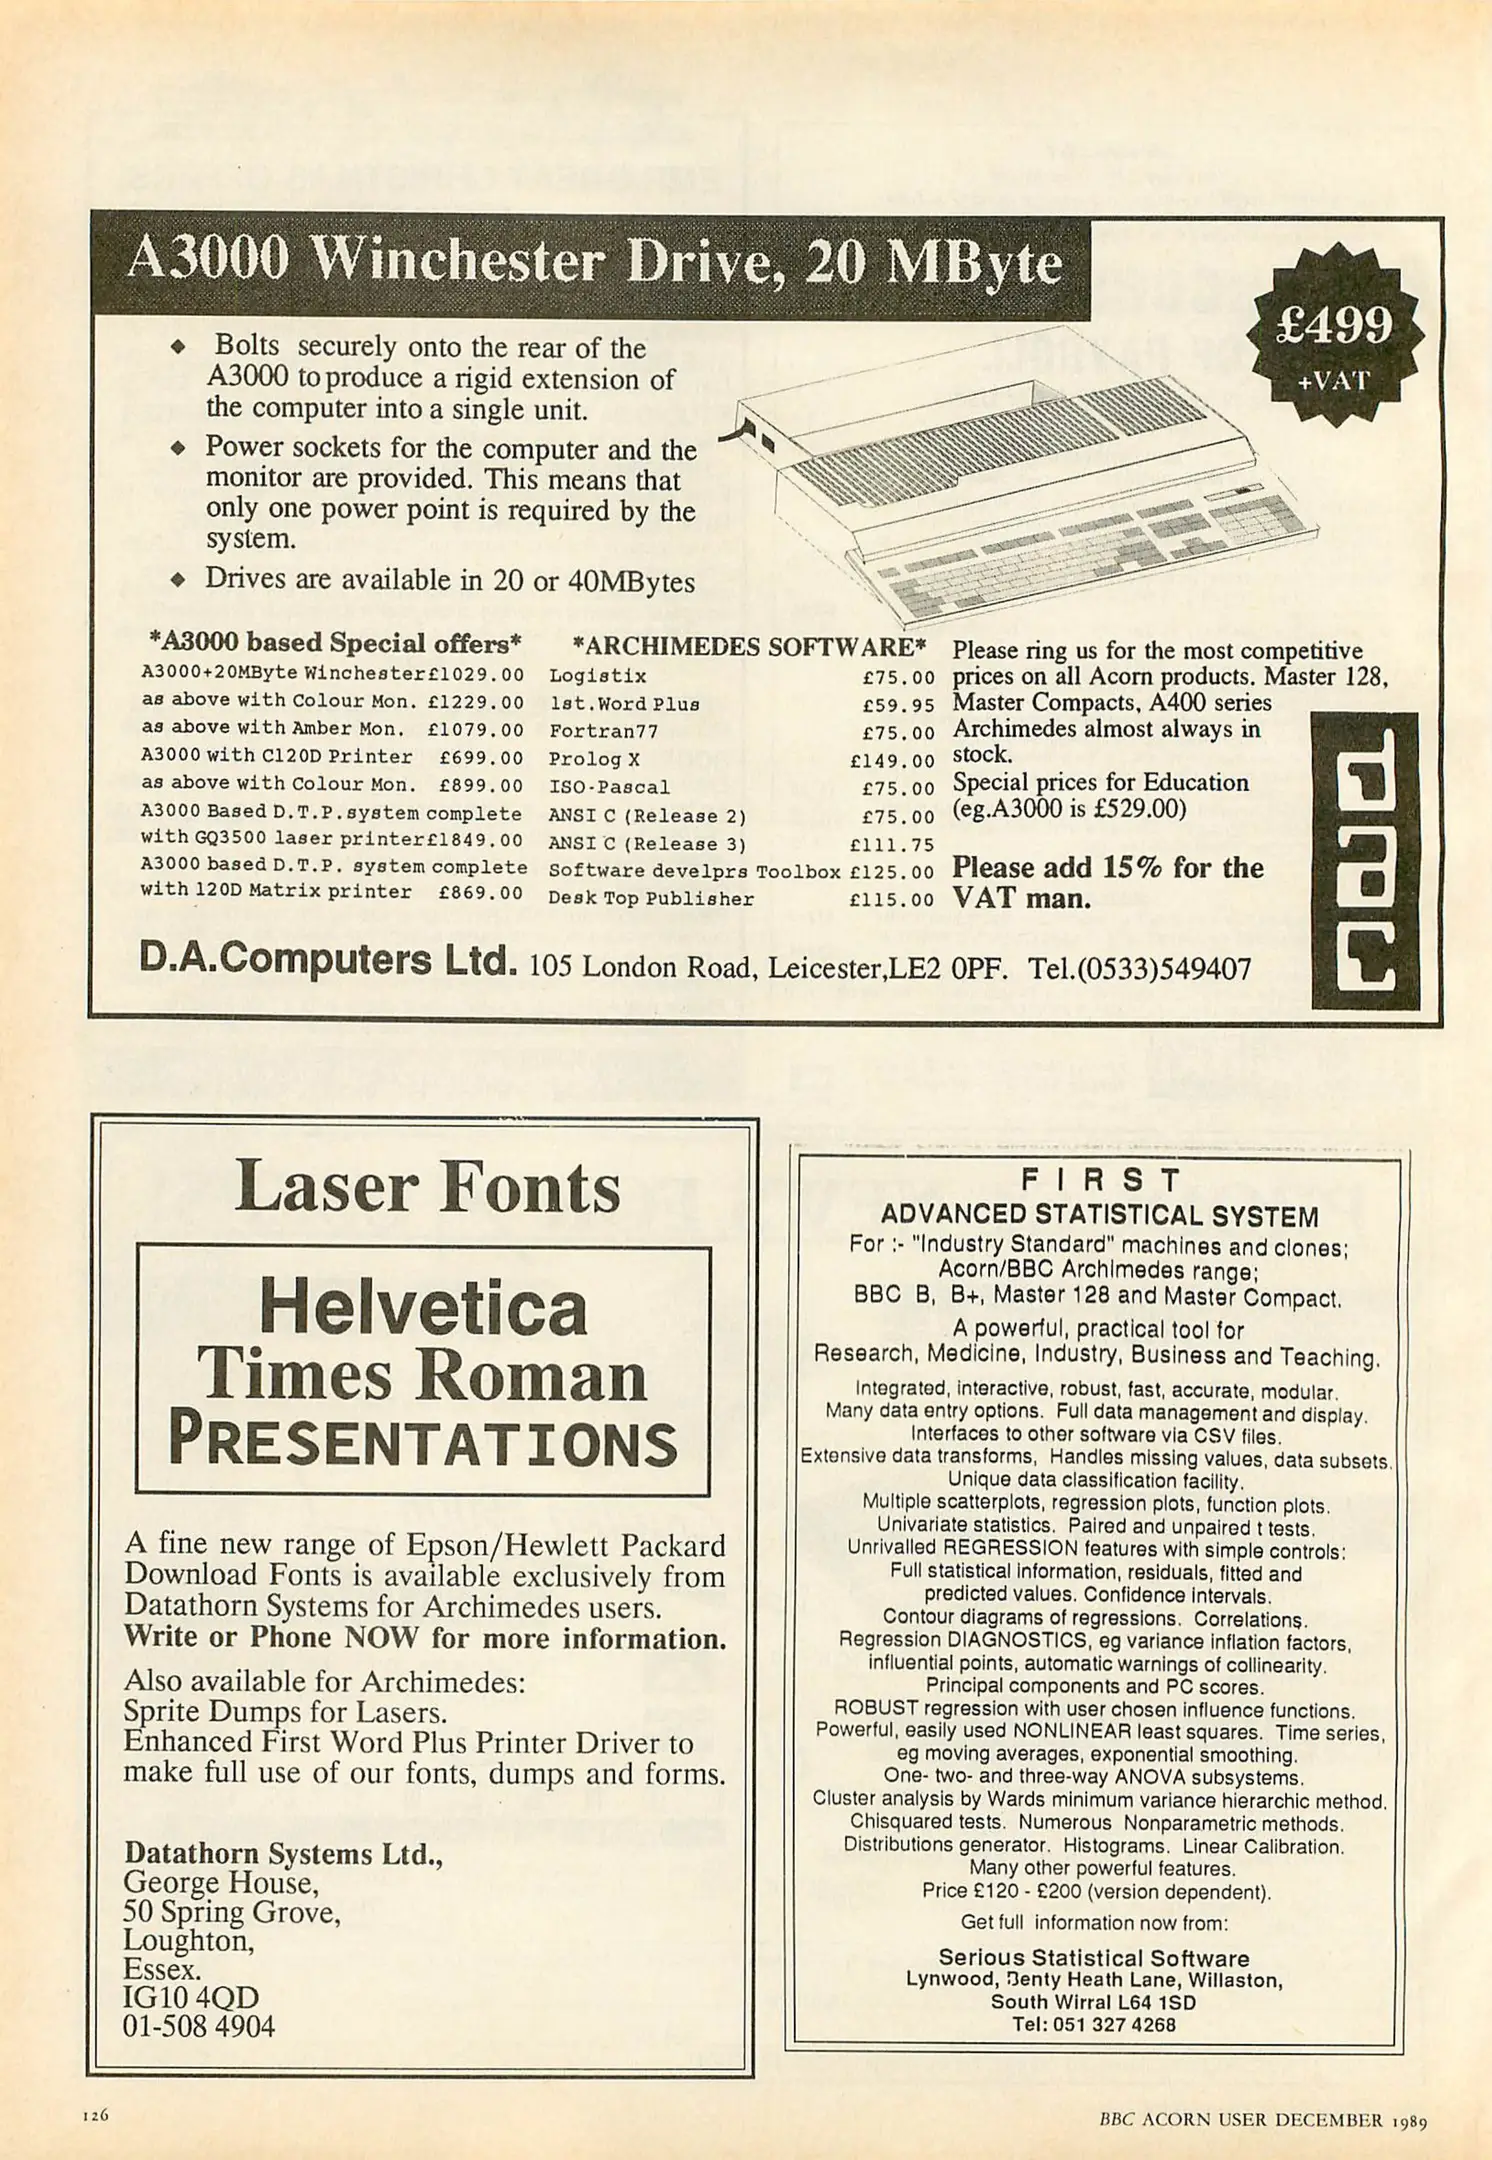 A3000 Winchester Drive, 20 MByte
£499
+VAT
◆ Bolts securely onto the rear of the
A3000 to produce a rigid extension of
the computer into a single unit.
◆ Power sockets for the computer and the
monitor are provided. This means that
only one power point is required by the
system.
◆ Drives are available in 20 or 40MBytes
*A3000 based Special offers*
A3000+20MByte Winchester£1029.00
as above with Colour Mon. £1229.00
as above with Amber Mon. £1079.00
A3000 with C120D Printer £699.00
as above with Colour Mon. £899.00
A3000 Based D.T.P.system complete
with GQ3500 laser printer£1849.00
A3000 based D.T.P. system complete
with 120D Matrix printer £869.00
*ARCHIMEDES SOFTWARE*
Logistix £75.00
1st.Word Plus £59.95
Fortran77 £75.00
Prolog X £149.00
ISO-Pascal £75.00
ANSI C (Release 2) £75.00
ANSI C (Release 3) £111.75
Software develprs Toolbox £125.00
Desk Top Publisher £115.00
Please ring us for the most competitive
prices on all Acorn products. Master 128,
Master Compacts, A400 series
Archimedes almost always in
stock.
Special prices for Education
(eg.A3000 is £529.00)
Please add 15% for the
VAT man.
D.A.Computers Ltd. 105 London Road, Leicester,LE2 0PF. Tel.(0533)549407
Laser Fonts
Helvetica
Times Roman
PRESENTATIONS
A fine new range of Epson/Hewlett Packard
Download Fonts is available exclusively from
Datathorn Systems for Archimedes users.
Write or Phone NOW for more information.
Also available for Archimedes:
Sprite Dumps for Lasers.
Enhanced First Word Plus Printer Driver to
make full use of our fonts, dumps and forms.
Datathorn Systems Ltd.,
George House,
50 Spring Grove,
Loughton,
Essex.
IG10 4QD
01-508 4904
F I R S T
ADVANCED STATISTICAL SYSTEM
For :- "Industry Standard" machines and clones;
Acorn/BBC Archimedes range;
BBC B, B+, Master 128 and Master Compact.
A powerful, practical tool for
Research, Medicine, Industry, Business and Teaching.
Integrated, interactive, robust, fast, accurate, modular.
Many data entry options. Full data management and display.
Interfaces to other software via CSV files.
Extensive data transforms, Handles missing values, data subsets.
Unique data classification facility.
Multiple scatterplots, regression plots, function plots.
Univariate statistics. Paired and unpaired t tests.
Unrivalled REGRESSION features with simple controls:
Full statistical information, residuals, fitted and
predicted values. Confidence intervals.
Contour diagrams of regressions. Correlations.
Regression DIAGNOSTICS, eg variance inflation factors,
influential points, automatic warnings of collinearity.
Principal components and PC scores.
ROBUST regression with user chosen influence functions.
Powerful, easily used NONLINEAR least squares. Time series,
eg moving averages, exponential smoothing.
One- two- and three-way ANOVA subsystems.
Cluster analysis by Wards minimum variance hierarchic method.
Chisquared tests. Numerous Nonparametric methods.
Distributions generator. Histograms. Linear Calibration.
Many other powerful features.
Price £120 - £200 (version dependent).
Get full information now from:
Serious Statistical Software
Lynwood, Benty Heath Lane, Willaston,
South Wirral L64 1SD
Tel: 051 327 4268
126
BBC ACORN USER DECEMBER 1989